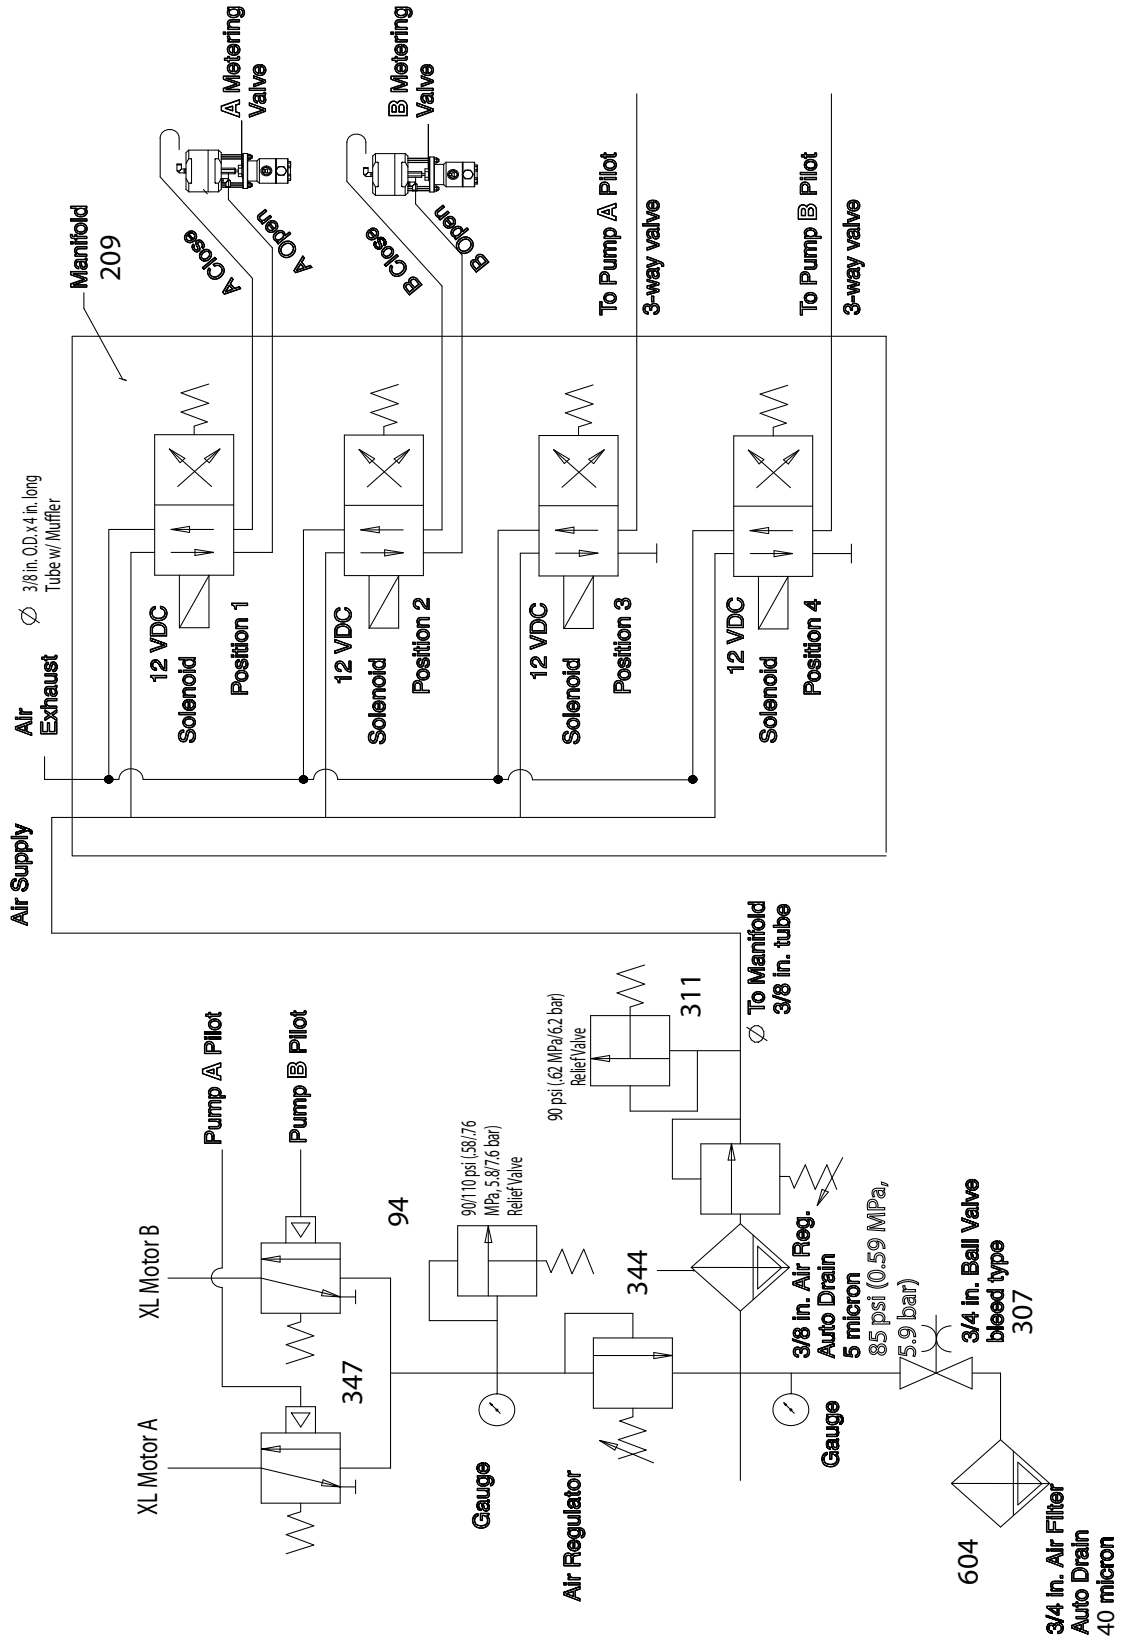 Air Supply
Air
Exhaust
Ø 3/8 in. O.D. x 4 in. long
Tube w/ Muffler
Manifold
209
12 VDC
Solenoid
Position 1
A Close
A Open
A Metering
Valve
12 VDC
Solenoid
Position 2
B Close
B Open
B Metering
Valve
12 VDC
Solenoid
Position 3
To Pump A Pilot
3-way valve
12 VDC
Solenoid
Position 4
To Pump B Pilot
3-way valve
XL Motor A
XL Motor B
Pump A Pilot
Pump B Pilot
347
94
90/110 psi (.58/.76
MPa, 5.8/7.6 bar)
Relief Valve
Gauge
Air Regulator
90 psi (.62 MPa/6.2 bar)
Relief Valve
311
Ø To Manifold
3/8 in. tube
344
3/8 in. Air Reg.
Auto Drain
5 micron
85 psi (0.59 MPa,
5.9 bar)
Gauge
3/4 in. Ball Valve
bleed type
307
604
3/4 in. Air Filter
Auto Drain
40 micron